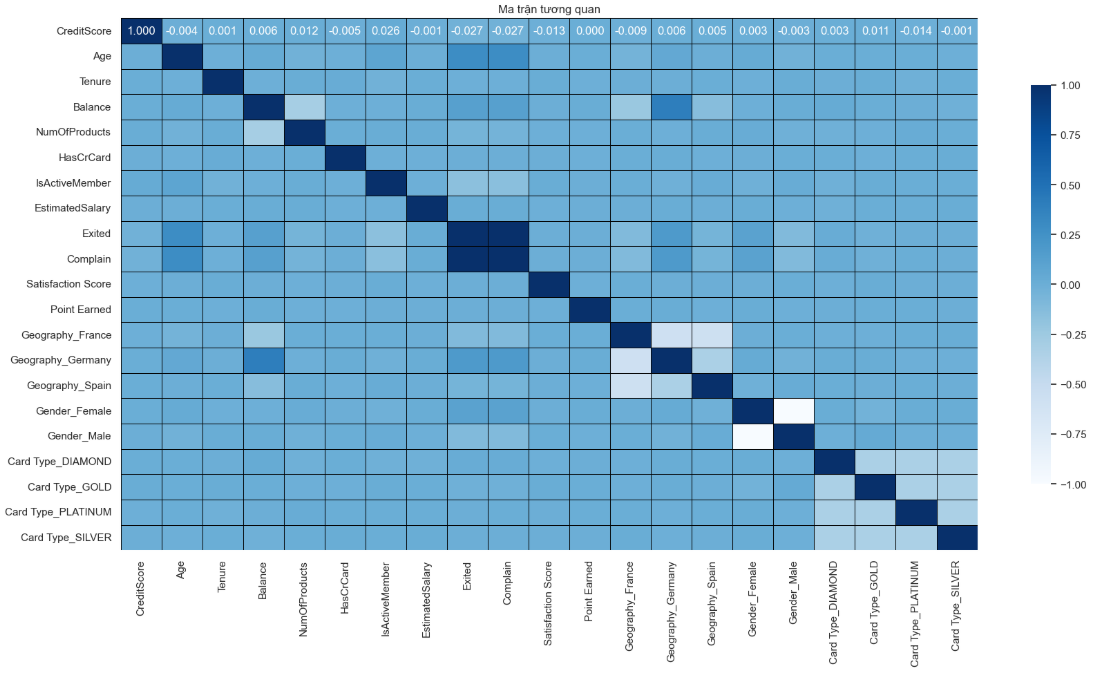 Ma trận tương quan
CreditScore 1.000 -0.004 0.001 0.006 0.012 -0.005 0.026 -0.001 -0.027 -0.027 -0.013 0.000 -0.009 0.006 0.005 -0.003 0.003 0.003 0.011 -0.014 -0.001
Age
Tenure
Balance
NumOfProducts
HasCrCard
IsActiveMember
EstimatedSalary
Exited
Complain
Satisfaction Score
Point Earned
Geography_France
Geography_Germany
Geography_Spain
Gender_Female
Gender_Male
Card Type_DIAMOND
Card Type_GOLD
Card Type_PLATINUM
Card Type_SILVER
CreditScore
Age
Tenure
Balance
NumOfProducts
HasCrCard
IsActiveMember
EstimatedSalary
Exited
Complain
Satisfaction Score
Point Earned
Geography_France
Geography_Germany
Geography_Spain
Gender_Female
Gender_Male
Card Type_DIAMOND
Card Type_GOLD
Card Type_PLATINUM
Card Type_SILVER
1.00
0.75
0.50
0.25
0.00
−0.25
−0.50
−0.75
−1.00